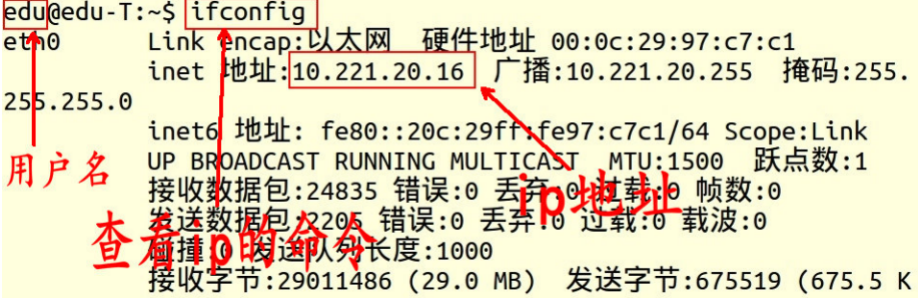 edu@edu-T:~$ ifconfig
eth0 Link encap:以太网 硬件地址 00:0c:29:97:c7:c1
inet 地址:10.221.20.16 广播:10.221.20.255 掩码:255.
255.255.0
inet6 地址: fe80::20c:29ff:fe97:c7c1/64 Scope:Link
用户名
UP BROADCAST RUNNING MULTICAST MTU:1500 跃点数:1
接收数据包:24835 错误:0 丢弃:0 过载:0 帧数:0
ip地址
发送数据包:2205 错误:0 丢弃:0 过载:0 载波:0
查看ip的命令
碰撞:0 发送队列长度:1000
接收字节:29011486 (29.0 MB) 发送字节:675519 (675.5 K